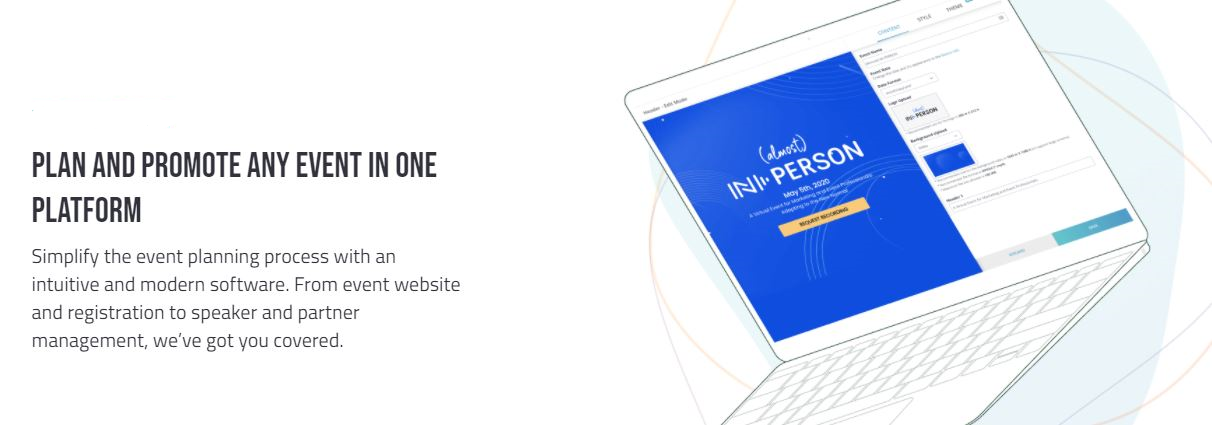 PLAN AND PROMOTE ANY EVENT IN ONE
PLATFORM
Simplify the event planning process with an
intuitive and modern software. From event website
and registration to speaker and partner
management, we’ve got you covered.
CONTENT STYLE THEME
Header - Edit Mode
(almost)
IN PERSON
May 5th, 2020
A Virtual Event for Marketing and Event Professionals
Adapting to the New Normal
REQUEST RECORDING
Event Name
Event Date
Date Format
Logo Upload
(almost)
IN PERSON
Background Upload
Header 1
SAVE